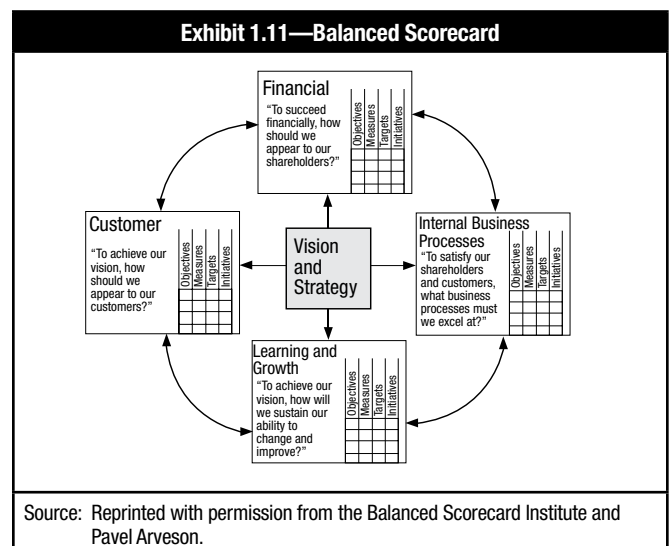 Exhibit 1.11—Balanced Scorecard
Financial
“To succeed
financially, how
should we
appear to our
shareholders?”
Objectives
Measures
Targets
Initiatives
Customer
“To achieve our
vision, how
should we
appear to our
customers?”
Objectives
Measures
Targets
Initiatives
Vision
and
Strategy
Internal Business
Processes
“To satisfy our
shareholders
and customers,
what business
processes must
we excel at?”
Objectives
Measures
Targets
Initiatives
Learning and
Growth
“To achieve our
vision, how will
we sustain our
ability to
change and
improve?”
Objectives
Measures
Targets
Initiatives
Source: Reprinted with permission from the Balanced Scorecard Institute and
Pavel Arveson.